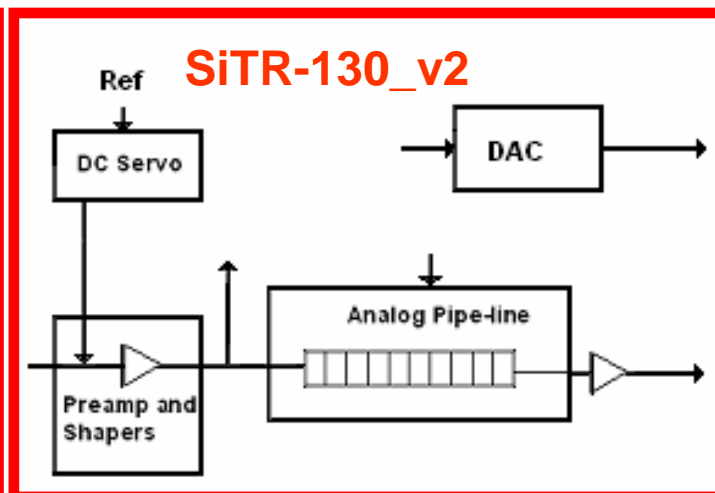 SiTR-130_v2
Ref
DC Servo
DAC
Analog Pipe-line
Preamp and
Shapers